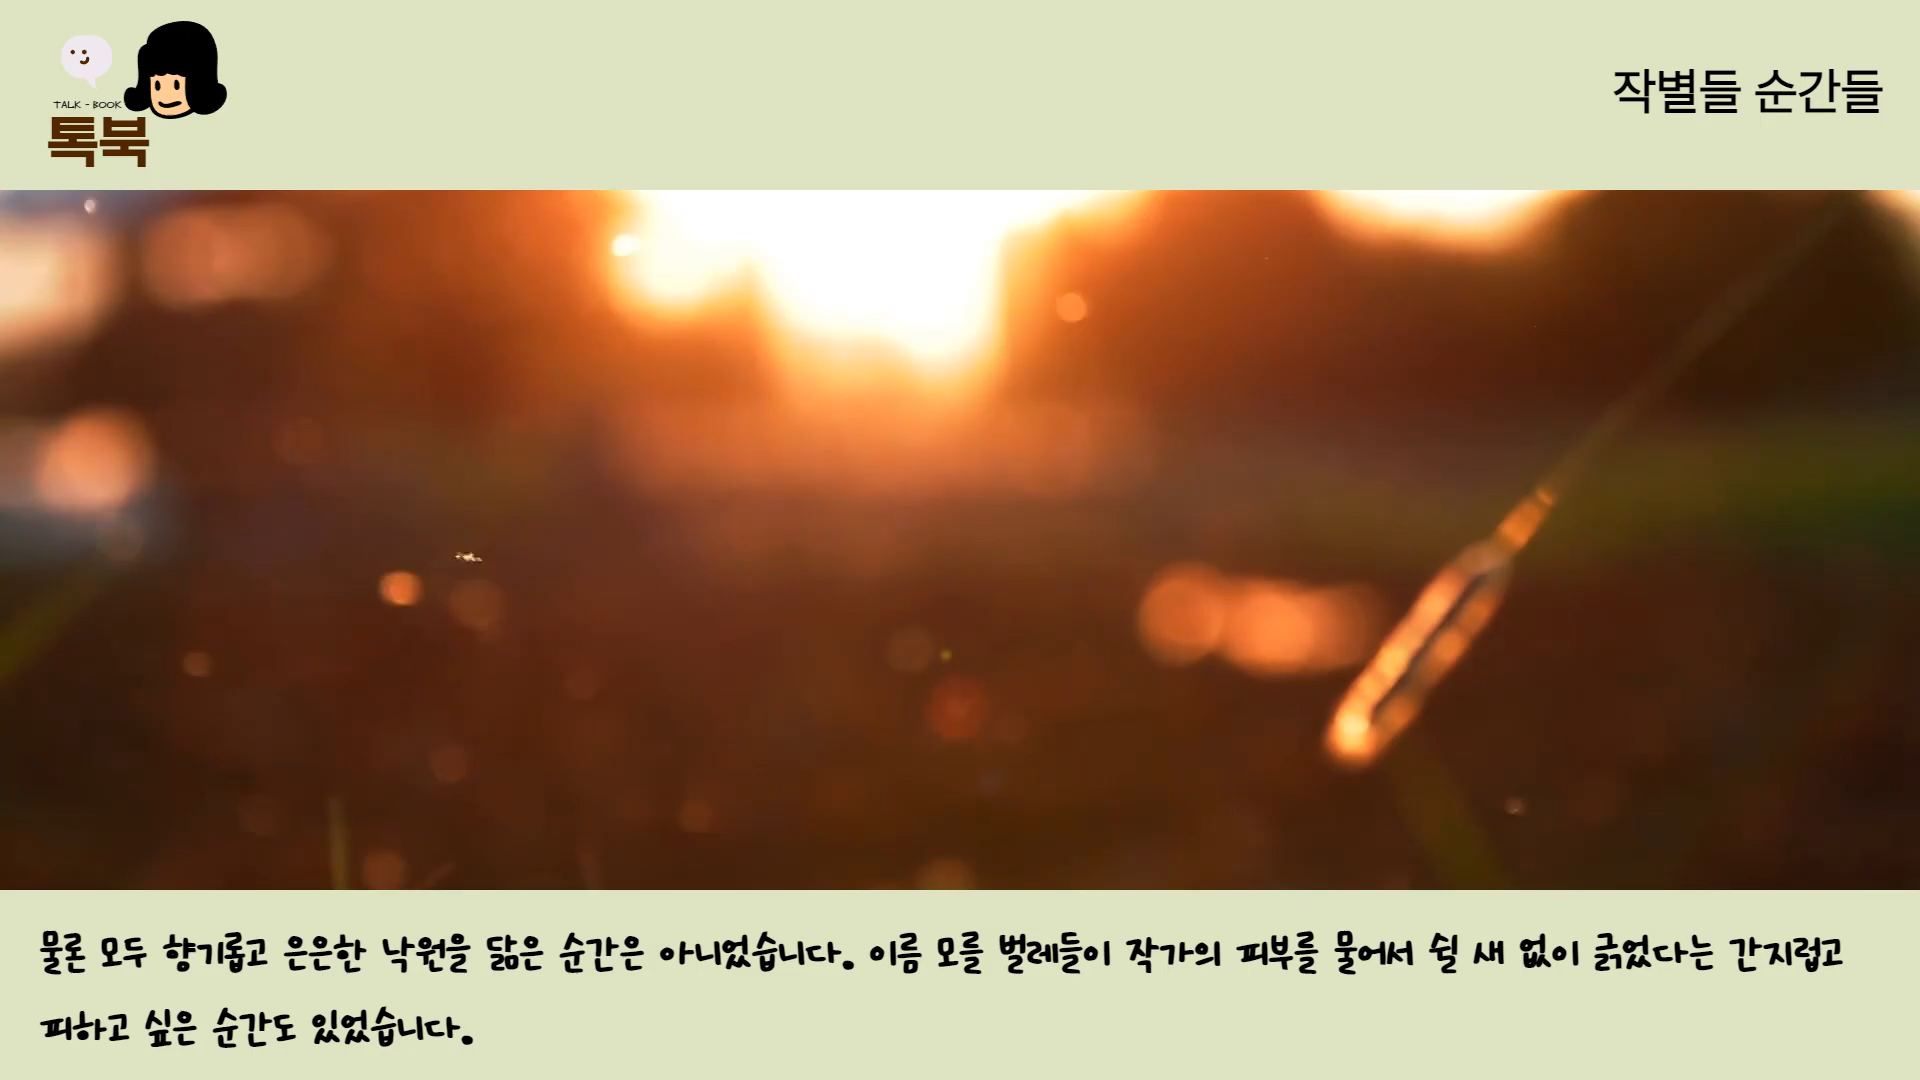 TALK - BOOK
톡북
작별들 순간들
물론 모두 향기롭고 은은한 낙원을 닮은 순간은 아니었습니다. 이름 모를 벌레들이 작가의 피부를 물어서 쉴 새 없이 긁었다는 간지럽고
피하고 싶은 순간도 있었습니다.